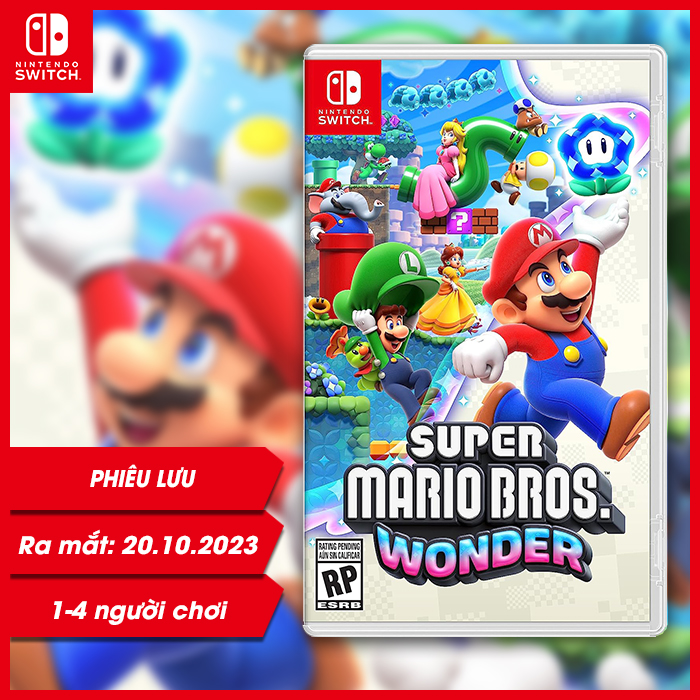 NINTENDO
SWITCH
NINTENDO
SWITCH
?
M
L
SUPER
MARIO BROS.™
WONDER
RATING PENDING
AÚN SIN CALIFICAR
RP
ESRB
PHIÊU LƯU
Ra mắt: 20.10.2023
1-4 người chơi